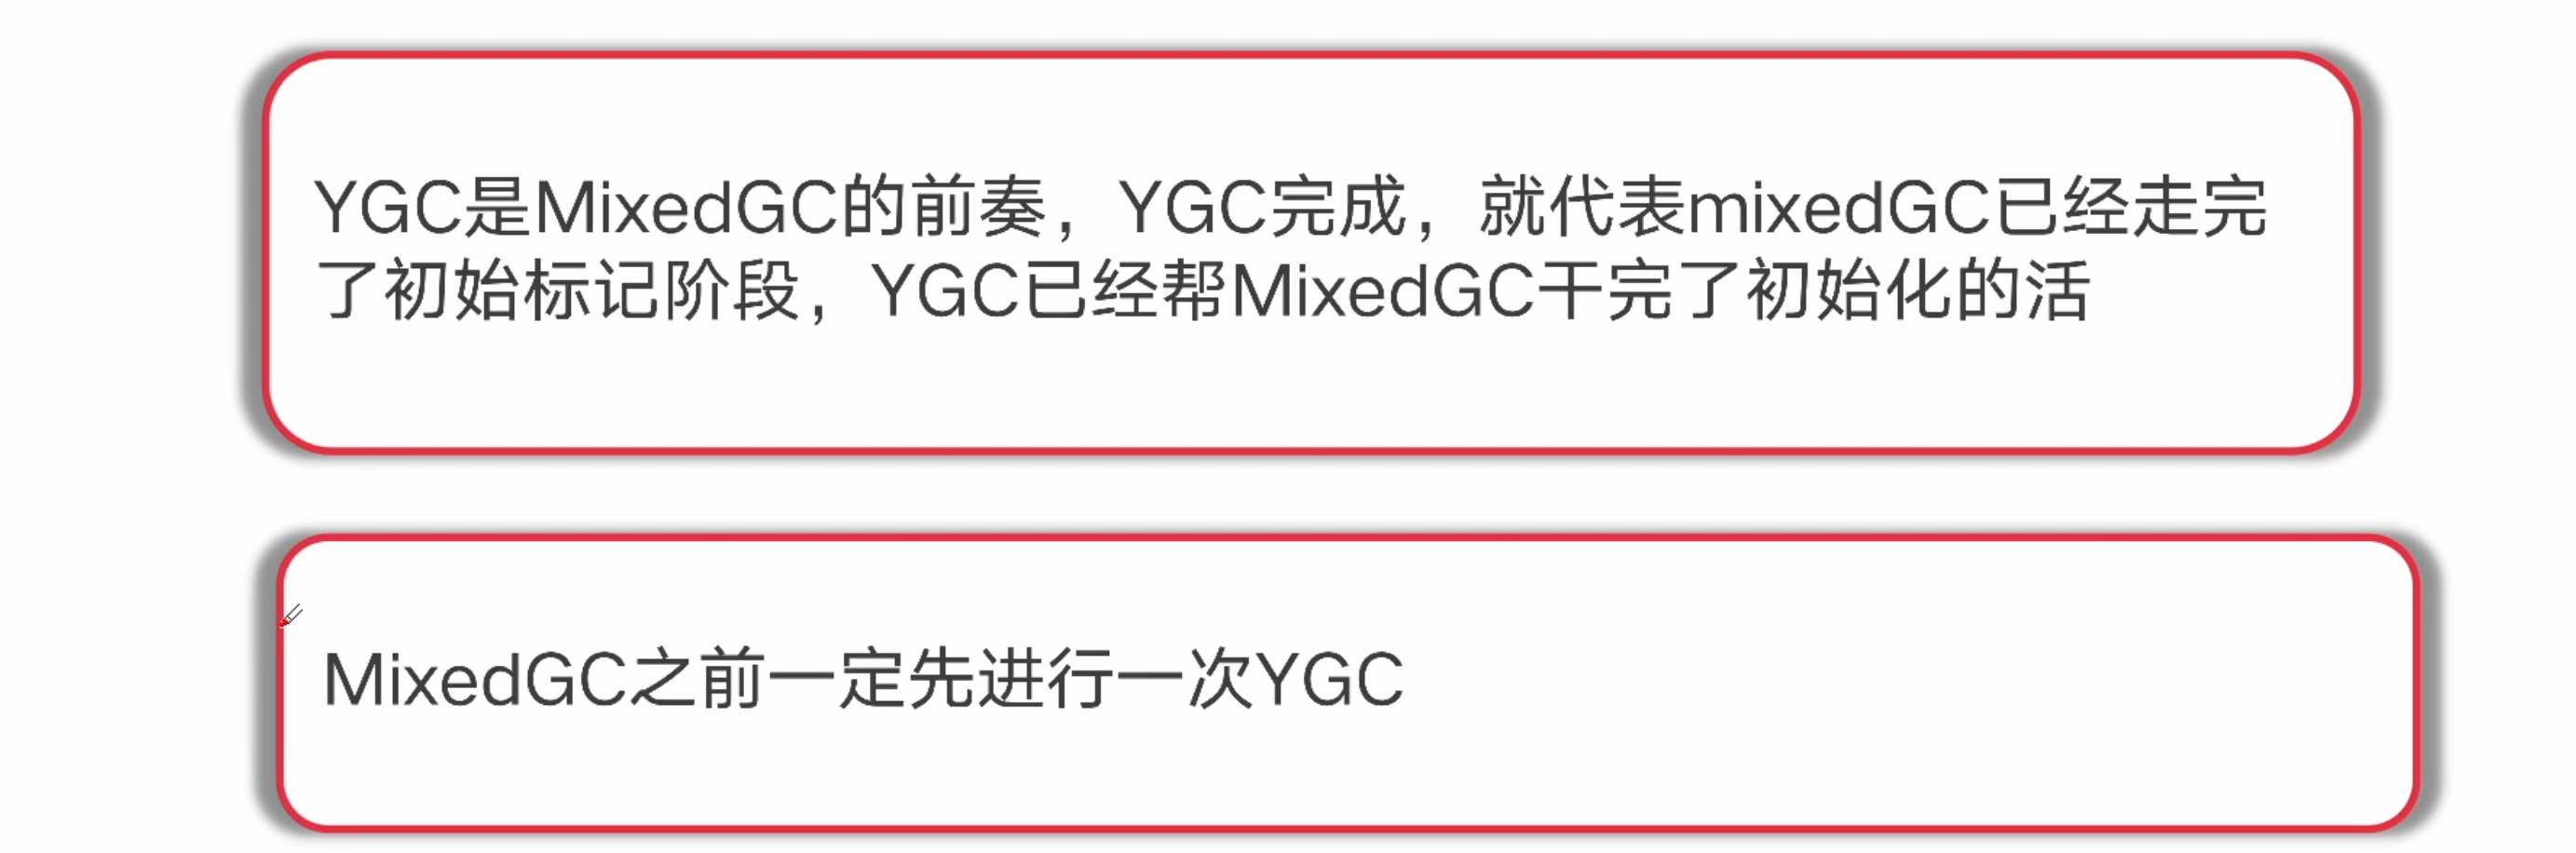 YGC是MixedGC的前奏，YGC完成，就代表mixedGC已经走完
了初始标记阶段，YGC已经帮MixedGC干完了初始化的活
MixedGC之前一定先进行一次YGC